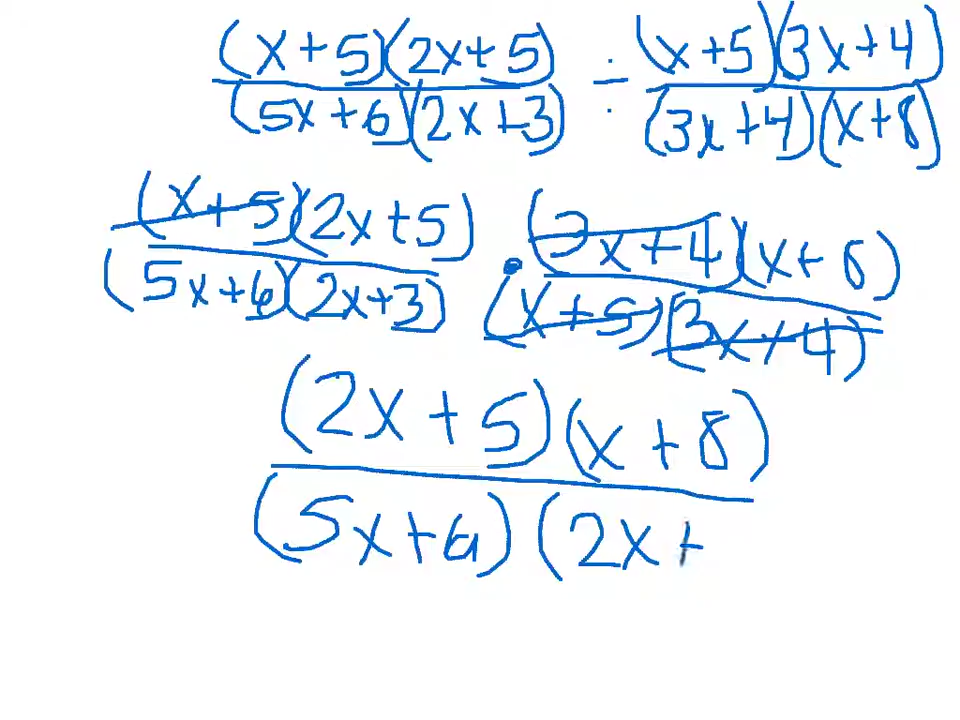 (x+5)(2x+5) ÷ (x+5)(3x+4)
(5x+6)(2x+3) (3x+4)(x+8)
(x+5)(2x+5) · (3x+4)(x+8)
(5x+6)(2x+3) (x+5)(3x+4)
(2x+5)(x+8)
(5x+6)(2x+